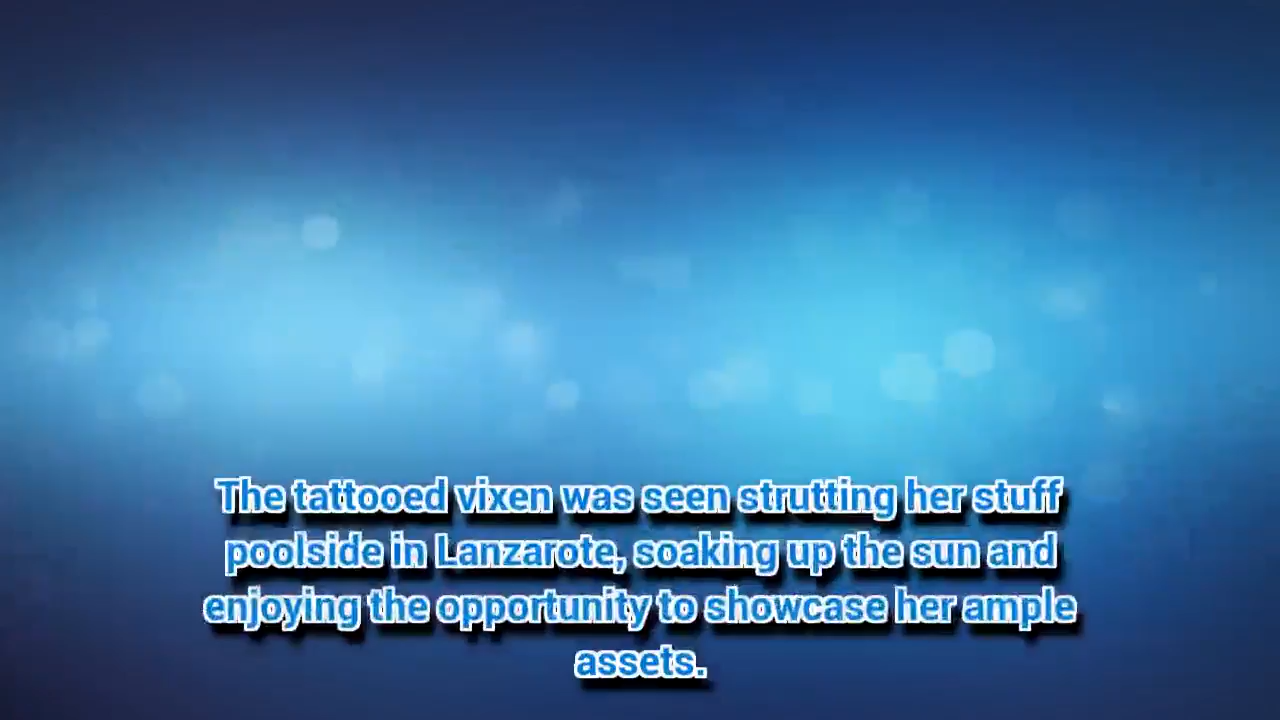 The tattooed vixen was seen strutting her stuff
poolside in Lanzarote, soaking up the sun and
enjoying the opportunity to showcase her ample
assets.